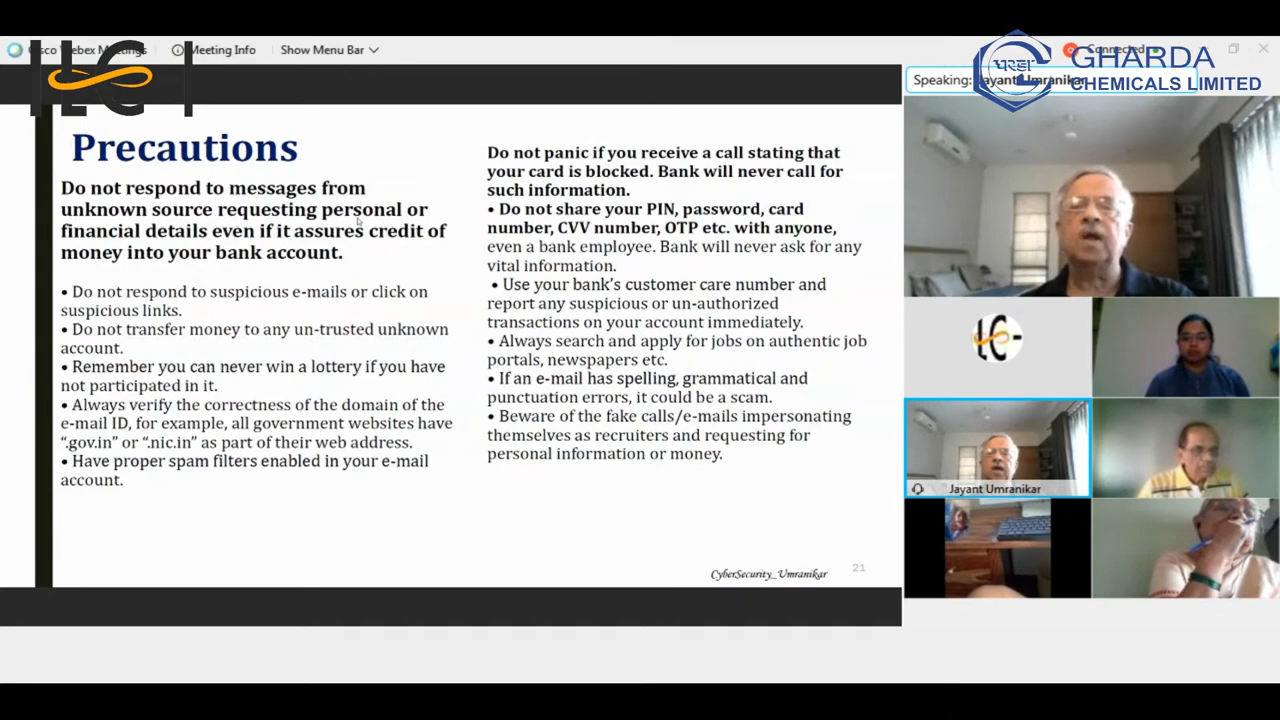 Cisco Webex Meetings
Meeting Info
Show Menu Bar
Connected
ILC
घरडा
GHARDA
CHEMICALS LIMITED
Speaking: Jayant Umranikar
Precautions
Do not respond to messages from
unknown source requesting personal or
financial details even if it assures credit of
money into your bank account.
• Do not respond to suspicious e-mails or click on
suspicious links.
• Do not transfer money to any un-trusted unknown
account.
• Remember you can never win a lottery if you have
not participated in it.
• Always verify the correctness of the domain of the
e-mail ID, for example, all government websites have
“.gov.in” or “.nic.in” as part of their web address.
• Have proper spam filters enabled in your e-mail
account.
Do not panic if you receive a call stating that
your card is blocked. Bank will never call for
such information.
• Do not share your PIN, password, card
number, CVV number, OTP etc. with anyone,
even a bank employee. Bank will never ask for any
vital information.
• Use your bank’s customer care number and
report any suspicious or un-authorized
transactions on your account immediately.
• Always search and apply for jobs on authentic job
portals, newspapers etc.
• If an e-mail has spelling, grammatical and
punctuation errors, it could be a scam.
• Beware of the fake calls/e-mails impersonating
themselves as recruiters and requesting for
personal information or money.
CyberSecurity_Umranikar
21
Jayant Umranikar